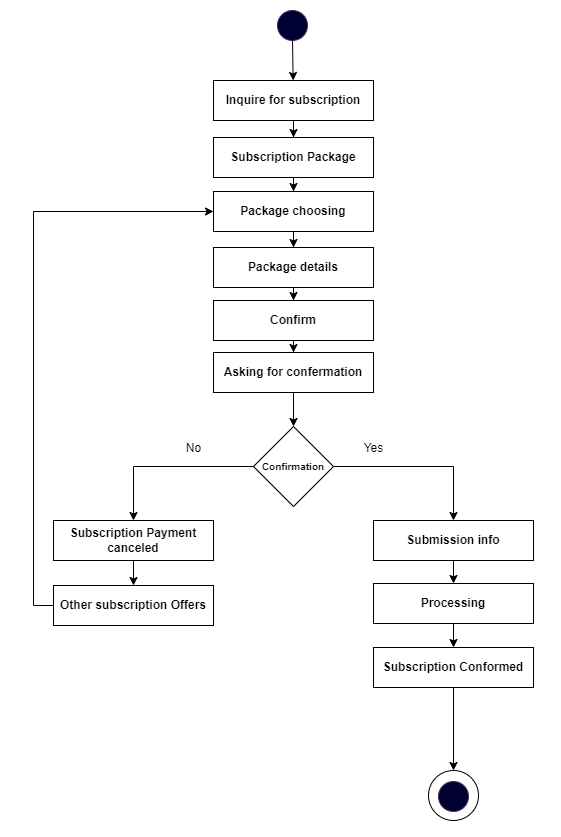 Inquire for subscription
Subscription Package
Package choosing
Package details
Confirm
Asking for confermation
Confirmation
No
Yes
Subscription Payment
canceled
Other subscription Offers
Submission info
Processing
Subscription Conformed